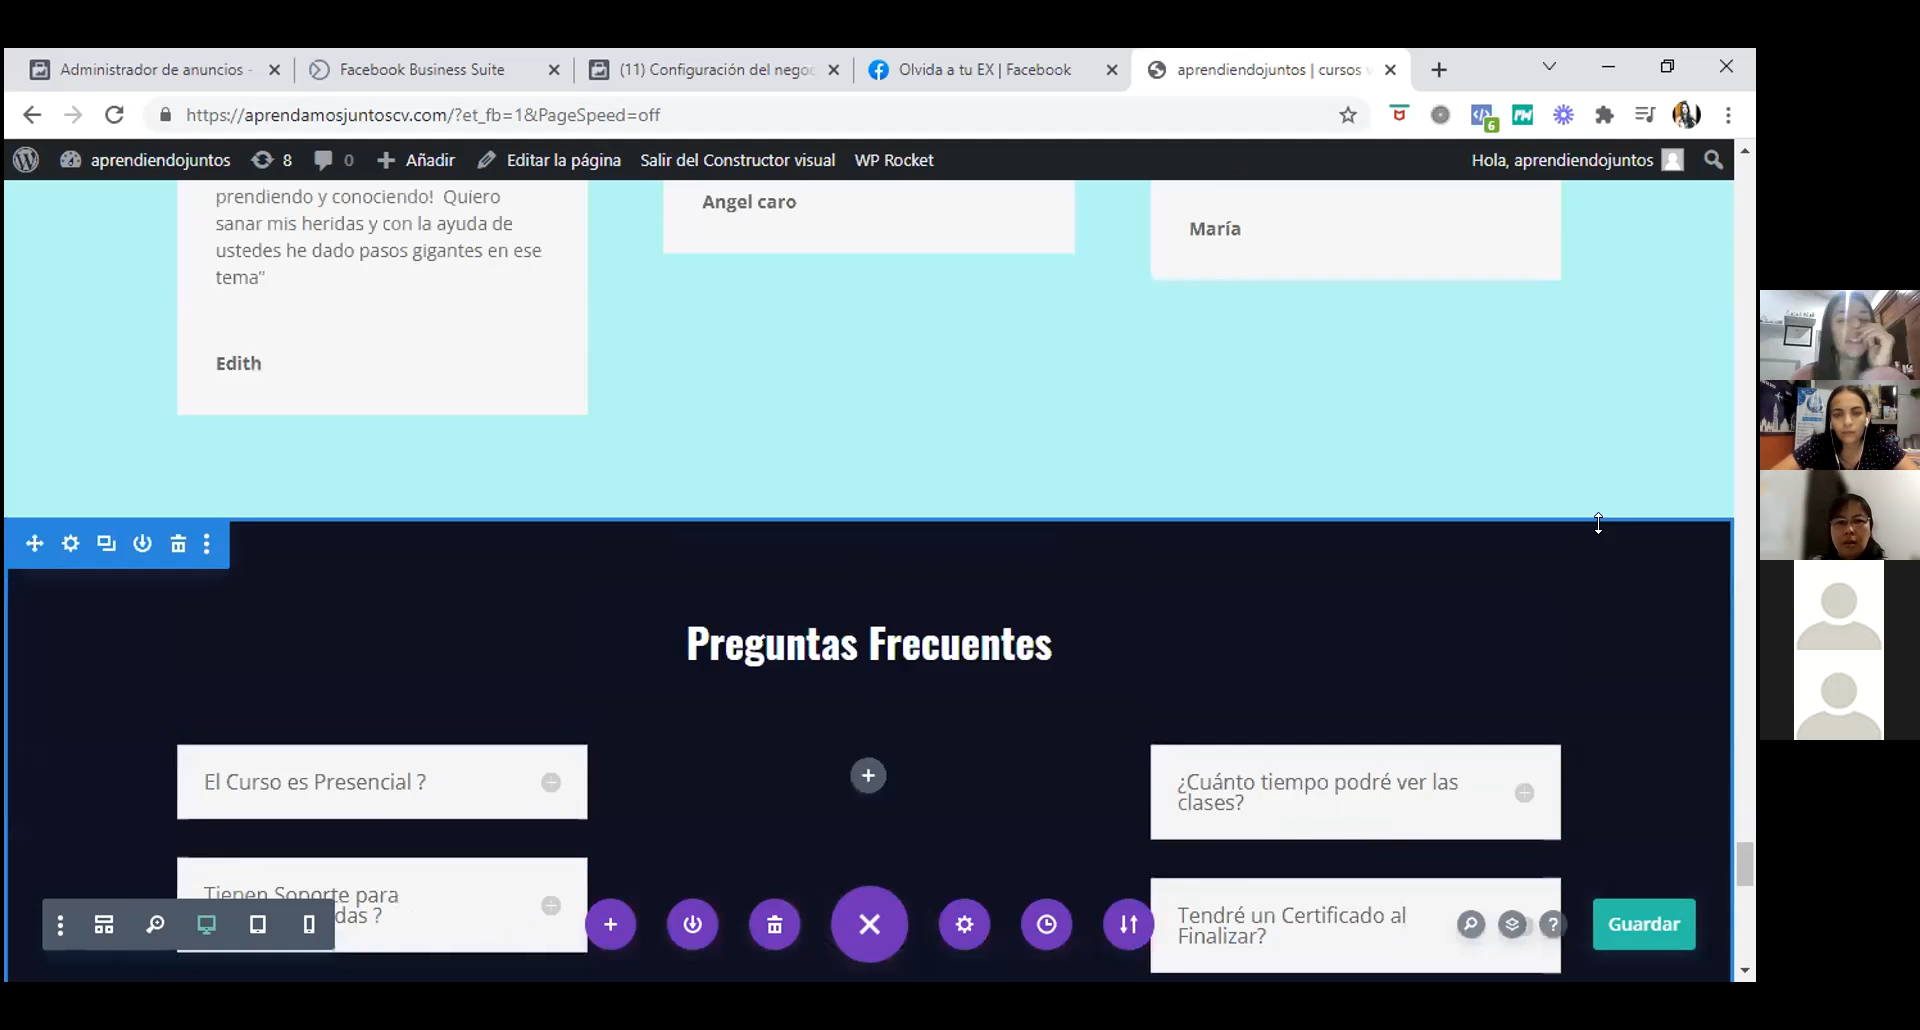 Administrador de anuncios -
Facebook Business Suite
(11) Configuración del negoc
Olvida a tu EX | Facebook
aprendiendojuntos | cursos v
https://aprendamosjuntoscv.com/?et_fb=1&PageSpeed=off
6
aprendiendojuntos
8
0
Añadir
Editar la página
Salir del Constructor visual
WP Rocket
Hola, aprendiendojuntos
prendiendo y conociendo! Quiero
sanar mis heridas y con la ayuda de
ustedes he dado pasos gigantes en ese
tema“
Edith
Angel caro
María
Preguntas Frecuentes
El Curso es Presencial ?
¿Cuánto tiempo podré ver las
clases?
Tienen Soporte para
das ?
Tendré un Certificado al
Finalizar?
?
Guardar